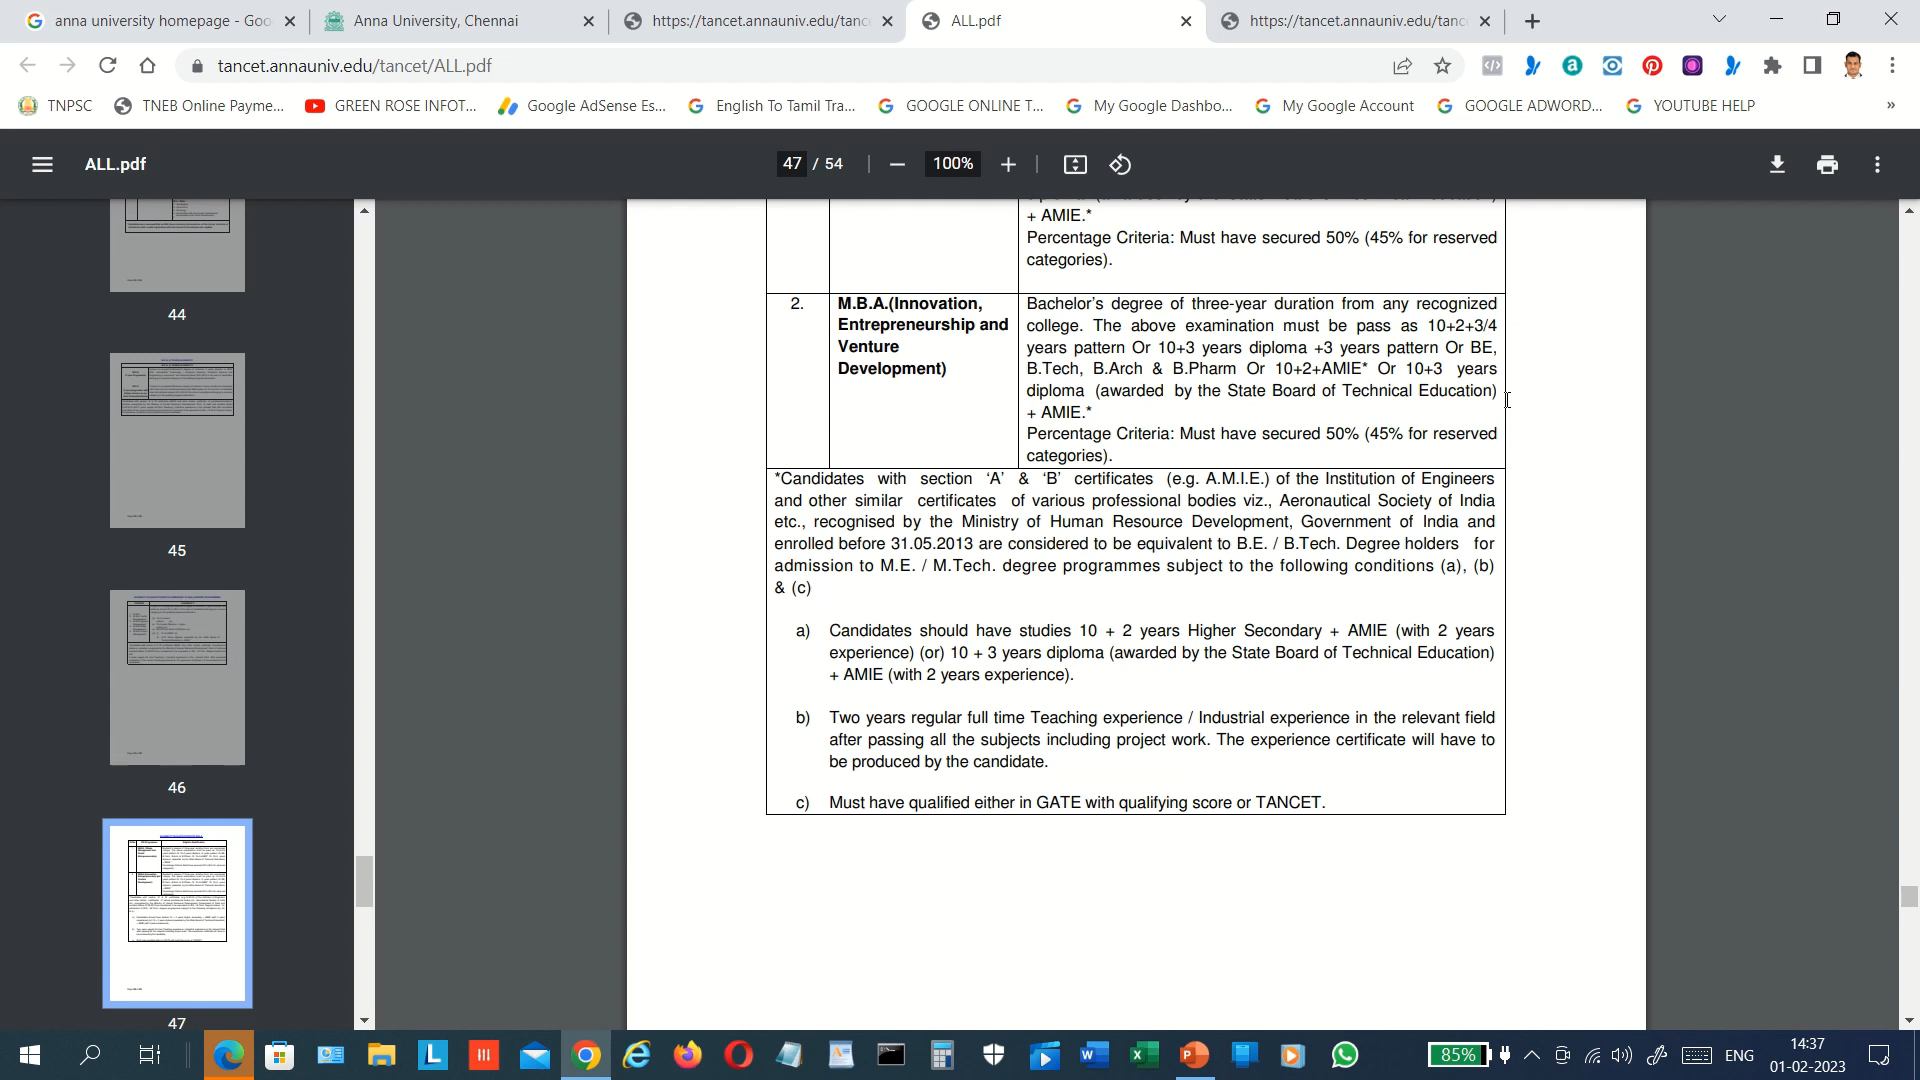 anna university homepage - Goo
Anna University, Chennai
https://tancet.annauniv.edu/tanc
ALL.pdf
https://tancet.annauniv.edu/tanc
tancet.annauniv.edu/tancet/ALL.pdf
TNPSC
TNEB Online Payme...
GREEN ROSE INFOT...
Google AdSense Es...
English To Tamil Tra...
GOOGLE ONLINE T...
My Google Dashbo...
My Google Account
GOOGLE ADWORD...
YOUTUBE HELP
»
ALL.pdf
47 / 54
100%
44
45
46
47
+ AMIE.*
Percentage Criteria: Must have secured 50% (45% for reserved
categories).
2.
M.B.A.(Innovation,
Entrepreneurship and
Venture
Development)
Bachelor's degree of three-year duration from any recognized
college. The above examination must be pass as 10+2+3/4
years pattern Or 10+3 years diploma +3 years pattern Or BE,
B.Tech, B.Arch & B.Pharm Or 10+2+AMIE* Or 10+3 years
diploma (awarded by the State Board of Technical Education)
+ AMIE.*
Percentage Criteria: Must have secured 50% (45% for reserved
categories).
*Candidates with section ‘A’ & ‘B’ certificates (e.g. A.M.I.E.) of the Institution of Engineers
and other similar certificates of various professional bodies viz., Aeronautical Society of India
etc., recognised by the Ministry of Human Resource Development, Government of India and
enrolled before 31.05.2013 are considered to be equivalent to B.E. / B.Tech. Degree holders for
admission to M.E. / M.Tech. degree programmes subject to the following conditions (a), (b)
& (c)
a) Candidates should have studies 10 + 2 years Higher Secondary + AMIE (with 2 years
experience) (or) 10 + 3 years diploma (awarded by the State Board of Technical Education)
+ AMIE (with 2 years experience).
b) Two years regular full time Teaching experience / Industrial experience in the relevant field
after passing all the subjects including project work. The experience certificate will have to
be produced by the candidate.
c) Must have qualified either in GATE with qualifying score or TANCET.
85%
ENG
14:37
01-02-2023